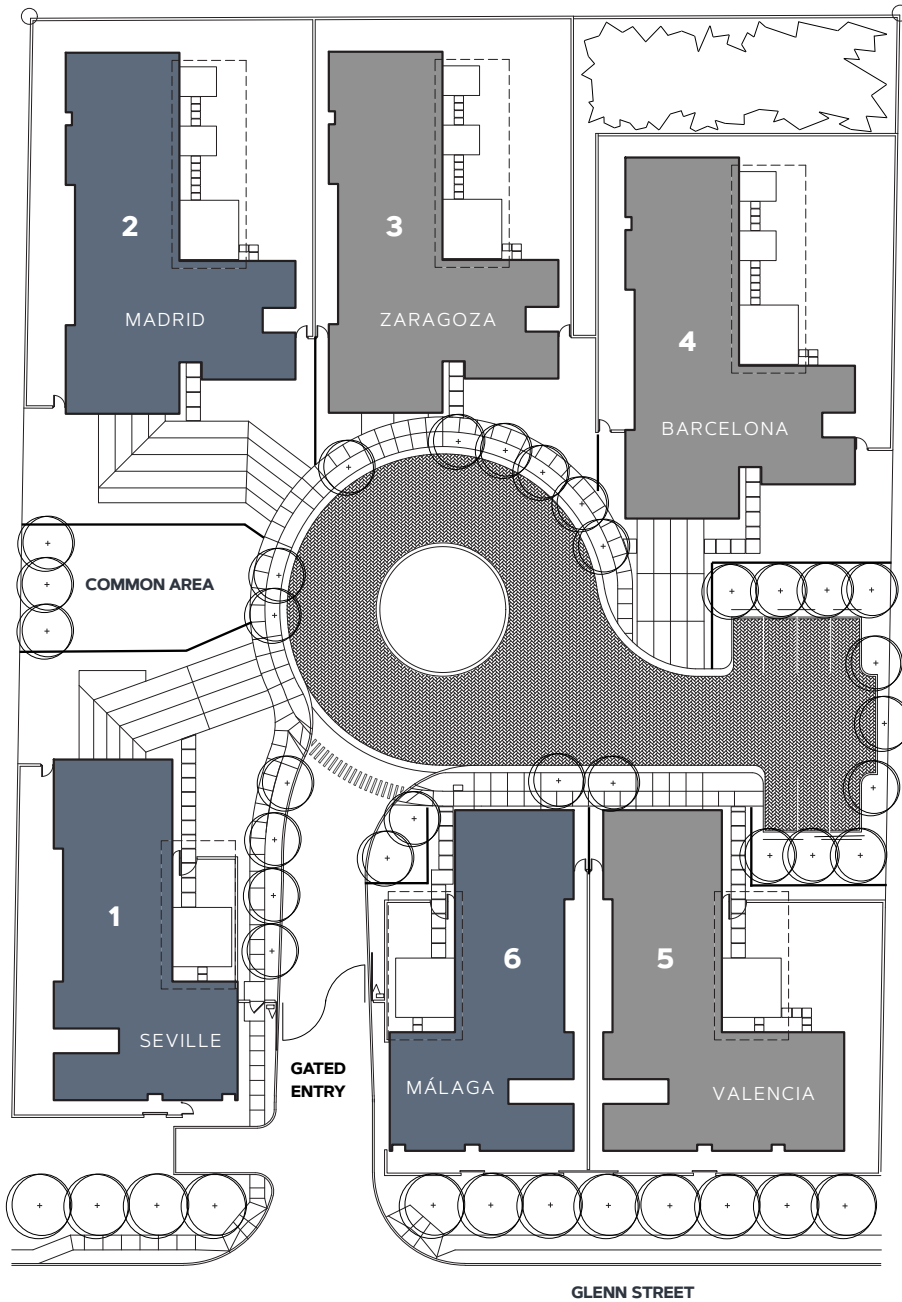 2
MADRID
3
ZARAGOZA
4
BARCELONA
COMMON AREA
1
SEVILLE
GATED
ENTRY
6
MÁLAGA
5
VALENCIA
GLENN STREET